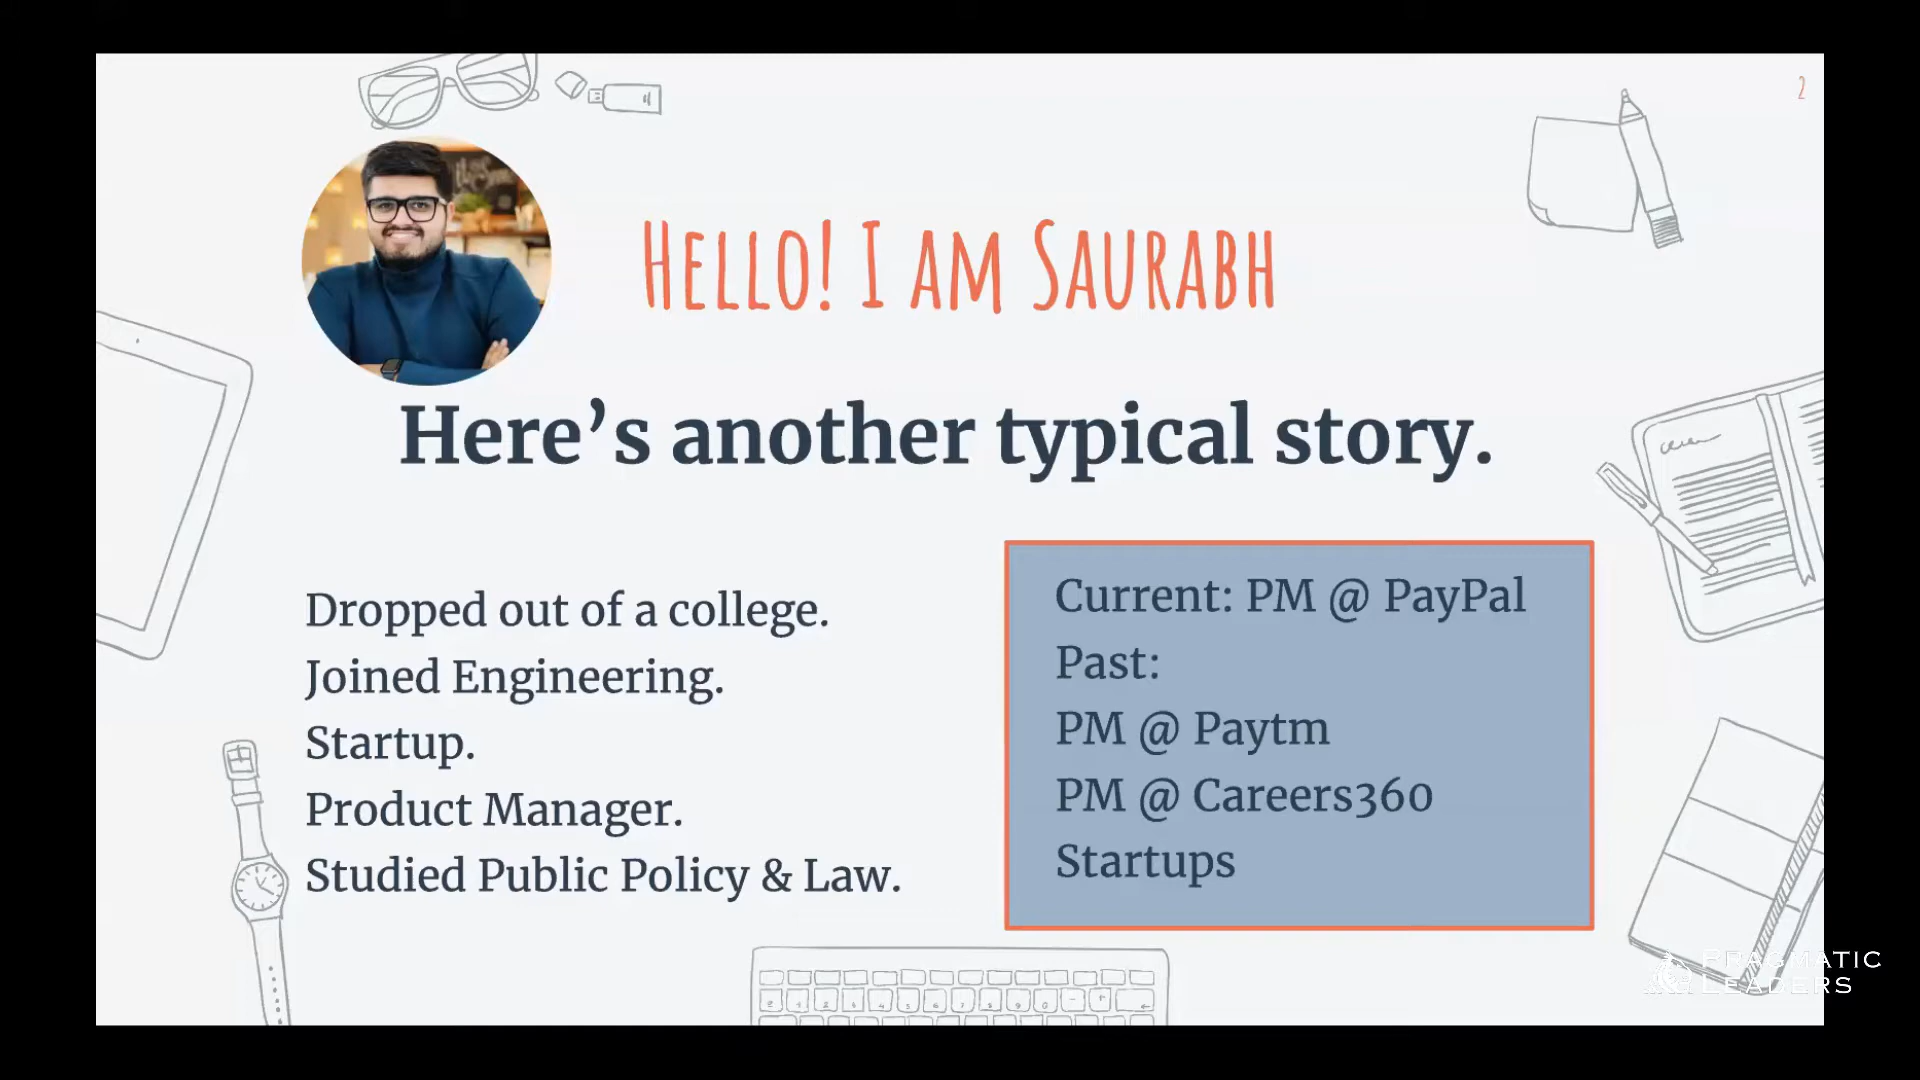 2
Hello! I am Saurabh
Here’s another typical story.
Dropped out of a college.
Joined Engineering.
Startup.
Product Manager.
Studied Public Policy & Law.
Current: PM @ PayPal
Past:
PM @ Paytm
PM @ Careers360
Startups
PRAGMATIC
LEADERS